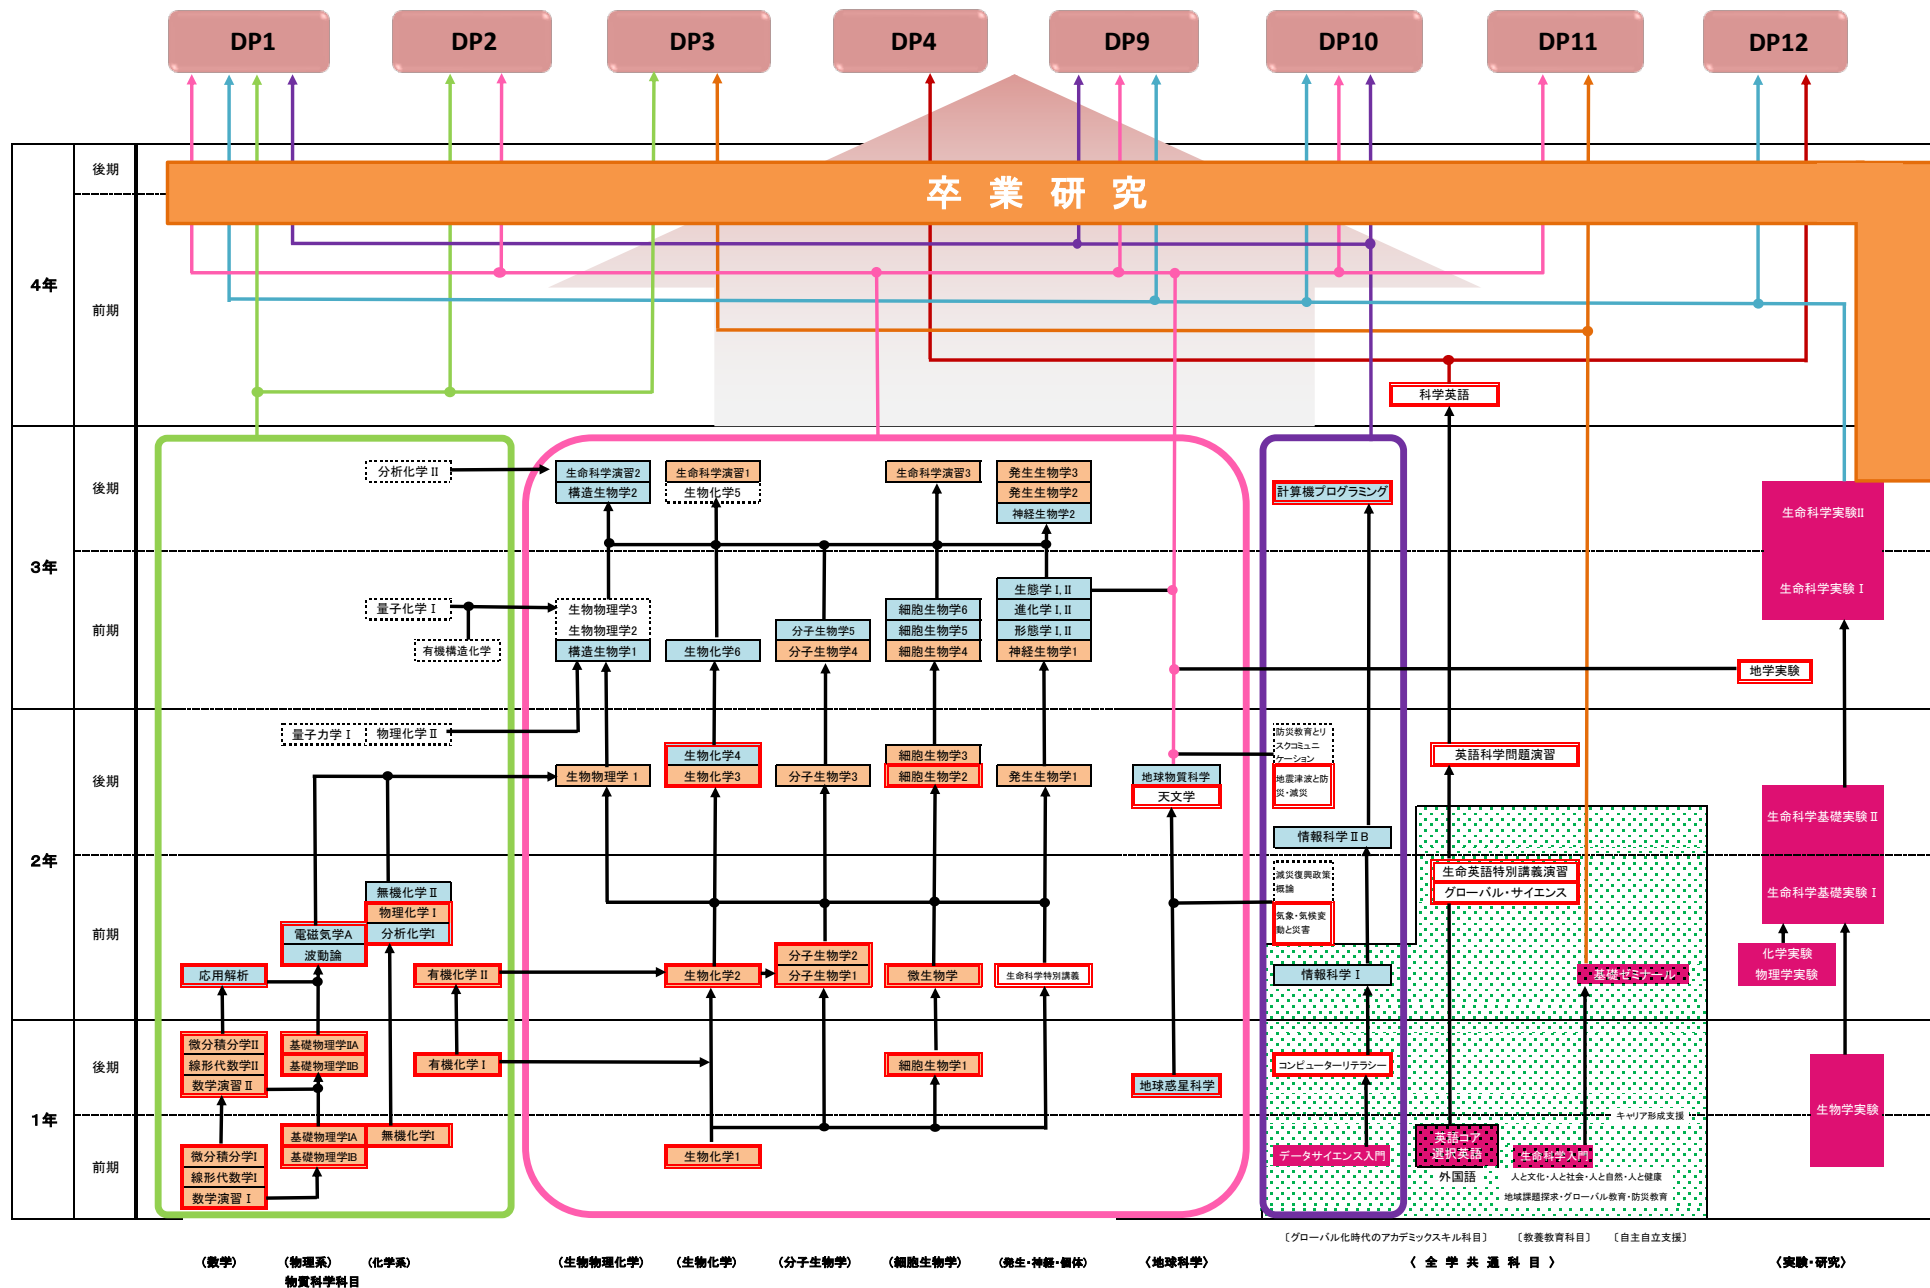 DP1
DP2
DP3
DP4
DP9
DP10
DP11
DP12
後期
卒業研究
4年
前期
科学英語
後期
分析化学Ⅱ
生命科学演習2
構造生物学2
生命科学演習1
生物化学5
生命科学演習3
発生生物学3
発生生物学2
神経生物学2
計算機プログラミング
生命科学実験Ⅱ
生命科学実験Ⅰ
3年
前期
量子化学Ⅰ
有機構造化学
生物物理学3
生物物理学2
構造生物学1
生物化学6
分子生物学5
分子生物学4
細胞生物学6
細胞生物学5
細胞生物学4
生態学Ⅰ,Ⅱ
進化学Ⅰ,Ⅱ
形態学Ⅰ,Ⅱ
神経生物学1
地学実験
後期
量子力学Ⅰ
物理化学Ⅱ
生物物理学1
生物化学4
生物化学3
分子生物学3
細胞生物学3
細胞生物学2
発生生物学1
地球物質科学
天文学
防災教育とリ
スクコミュニ
ケーション
地震津波と防
災・減災
情報科学ⅡB
英語科学問題演習
生命科学基礎実験Ⅱ
生命科学基礎実験Ⅰ
2年
前期
無機化学Ⅱ
物理化学Ⅰ
分析化学Ⅰ
電磁気学A
波動論
応用解析
有機化学Ⅱ
生物化学2
分子生物学2
分子生物学1
微生物学
生命科学特別講義
減災復興政策
概論
気象・気候変
動と災害
情報科学Ⅰ
生命英語特別講義演習
グローバル・サイエンス
基礎ゼミナール
化学実験
物理学実験
後期
微分積分学Ⅱ
線形代数学Ⅱ
数学演習Ⅱ
基礎物理学ⅡA
基礎物理学ⅡB
有機化学Ⅰ
細胞生物学1
地球惑星科学
コンピューターリテラシー
生物学実験
1年
前期
微分積分学Ⅰ
線形代数学Ⅰ
数学演習Ⅰ
基礎物理学ⅠA
基礎物理学ⅠB
無機化学Ⅰ
生物化学1
データサイエンス入門
英語コア
選択英語
外国語
キャリア形成支援
生命科学入門
人と文化・人と社会・人と自然・人と健康
地域課題探求・グローバル教育・防災教育
〔グローバル化時代のアカデミックスキル科目〕
〔教養教育科目〕
〔自主自立支援〕
(数学)
(物理系)
(化学系)
物質科学科目
(生物物理化学)
(生物化学)
(分子生物学)
(細胞生物学)
(発生・神経・個体)
〈地球科学〉
〈全学共通科目〉
〈実験・研究〉